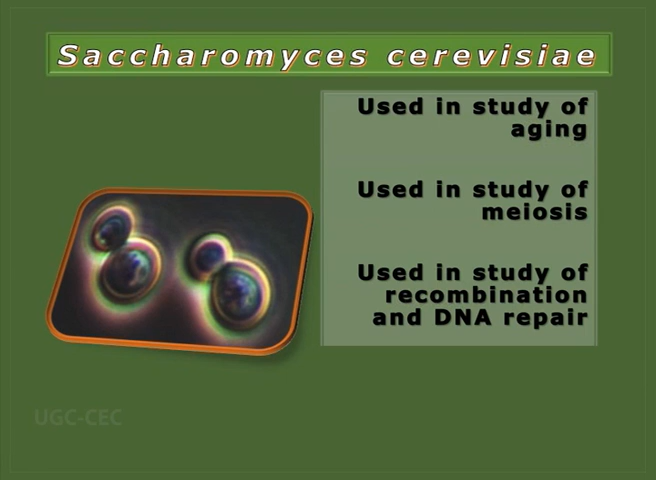 Saccharomyces cerevisiae
Used in study of
aging
Used in study of
meiosis
Used in study of
recombination
and DNA repair
UGC-CEC